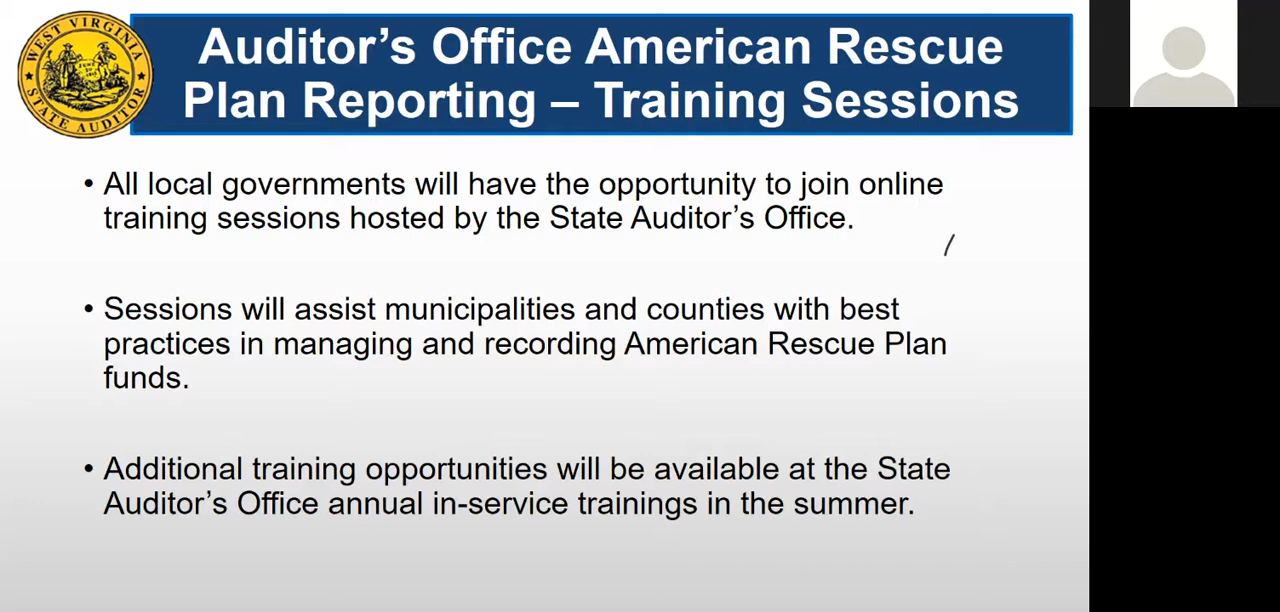 WEST VIRGINIA
STATE AUDITOR
Auditor's Office American Rescue
Plan Reporting – Training Sessions
• All local governments will have the opportunity to join online
training sessions hosted by the State Auditor's Office.
• Sessions will assist municipalities and counties with best
practices in managing and recording American Rescue Plan
funds.
• Additional training opportunities will be available at the State
Auditor's Office annual in-service trainings in the summer.